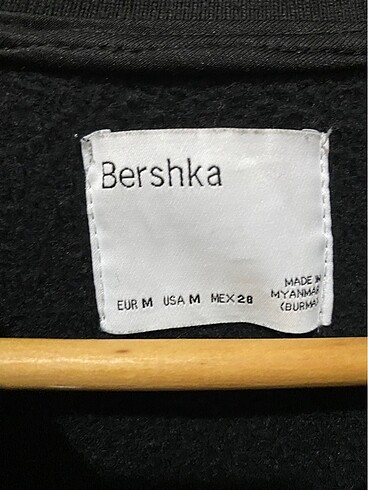 Bershka
EUR M USA M MEX 28
MADE IN
MYANMAR
(BURMA)